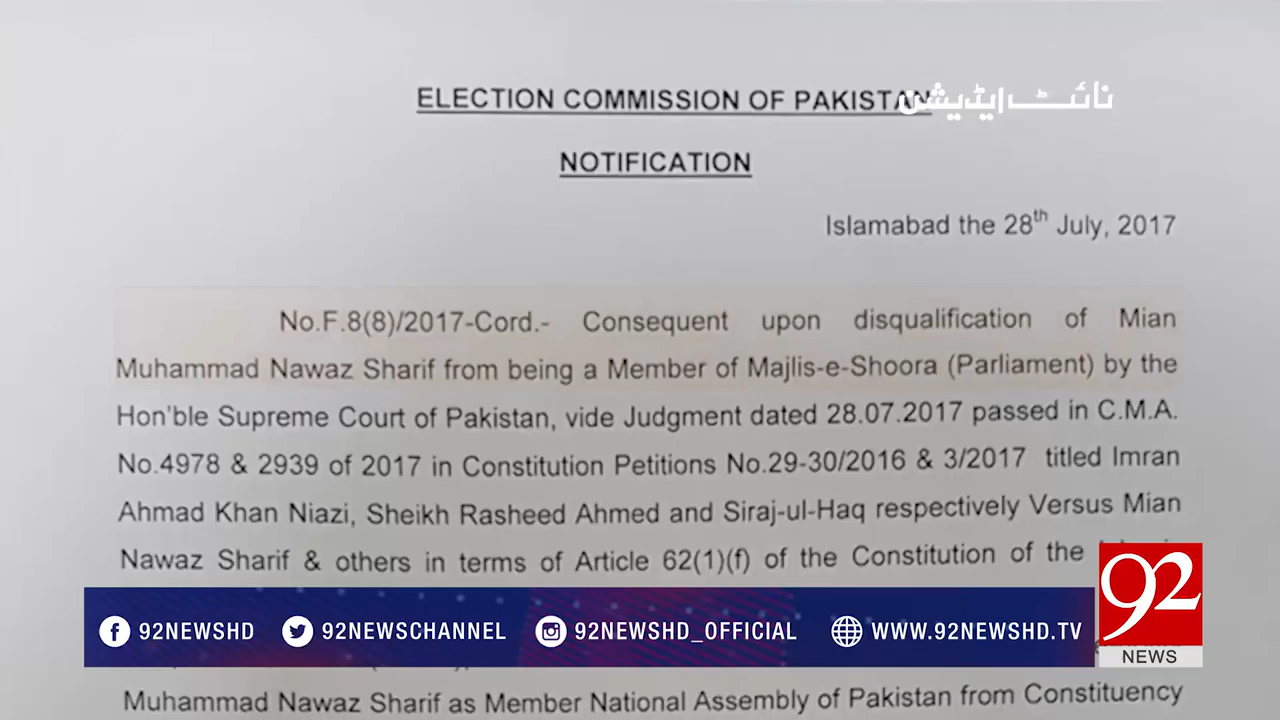 نائٹ ایڈیشن
ELECTION COMMISSION OF PAKISTAN
NOTIFICATION
Islamabad the 28th July, 2017
No.F.8(8)/2017-Cord.- Consequent upon disqualification of Mian
Muhammad Nawaz Sharif from being a Member of Majlis-e-Shoora (Parliament) by the
Hon'ble Supreme Court of Pakistan, vide Judgment dated 28.07.2017 passed in C.M.A.
No.4978 & 2939 of 2017 in Constitution Petitions No.29-30/2016 & 3/2017 titled Imran
Ahmad Khan Niazi, Sheikh Rasheed Ahmed and Siraj-ul-Haq respectively Versus Mian
Nawaz Sharif & others in terms of Article 62(1)(f) of the Constitution of the
92NEWSHD 92NEWSCHANNEL 92NEWSHD_OFFICIAL WWW.92NEWSHD.TV
92
NEWS
Muhammad Nawaz Sharif as Member National Assembly of Pakistan from Constituency